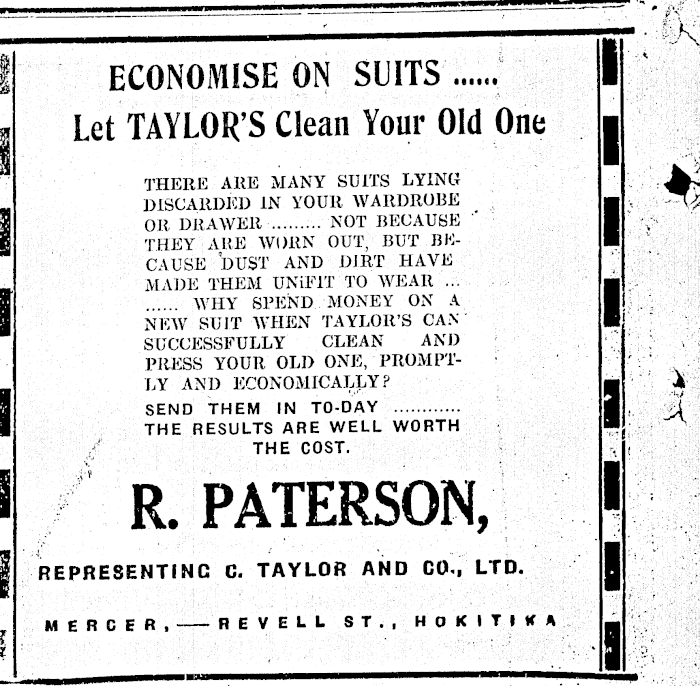 ECONOMISE ON SUITS ......
Let TAYLOR'S Clean Your Old One
THERE ARE MANY SUITS LYING
DISCARDED IN YOUR WARDROBE
OR DRAWER ......... NOT BECAUSE
THEY ARE WORN OUT, BUT BE-
CAUSE DUST AND DIRT HAVE
MADE THEM UNiFIT TO WEAR ...
...... WHY SPEND MONEY ON A
NEW SUIT WHEN TAYLOR'S CAN
SUCCESSFULLY CLEAN AND
PRESS YOUR OLD ONE, PROMPT-
LY AND ECONOMICALLY?
SEND THEM IN TO-DAY ............
THE RESULTS ARE WELL WORTH
THE COST.
R. PATERSON,
REPRESENTING C. TAYLOR AND CO., LTD.
MERCER,—REVELL ST., HOKITIKA